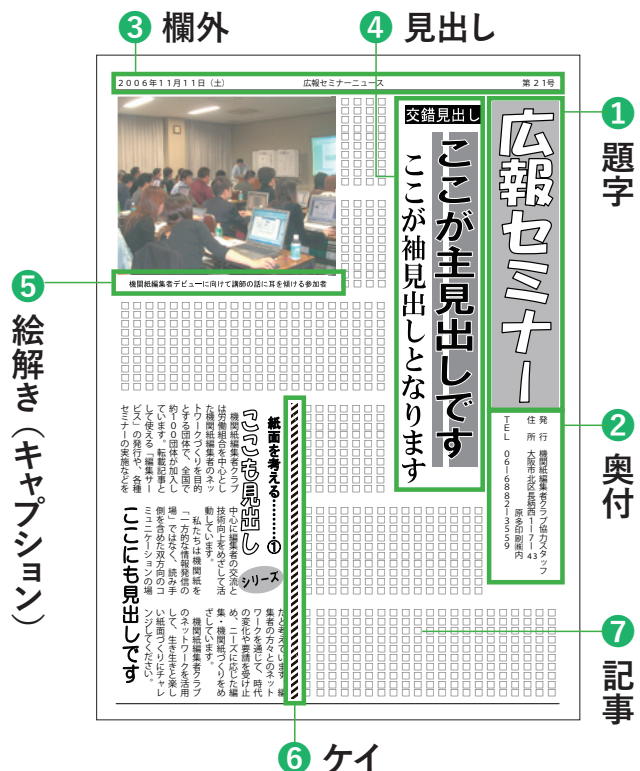 ❸ 欄外
❹ 見出し
2006年11月11日（土）
広報セミナーニュース
第21号
❶ 題字
広報セミナー
交錯見出し
ここが主見出しです
ここが袖見出しとなります
❷ 奥付
発　行　機関紙編集者クラブ協力スタッフ
住　所　大阪市北区長柄西1−7−43
原多印刷㈱内
TEL　06−6882−3559
❺ 絵解き（キャプション）
機関紙編集者デビューに向けて講師の話に耳を傾ける参加者
紙面を考える………①
ここも見出し
シリーズ
機関紙編集者クラブ
は労働組合を中心とし
た機関紙編集者のネッ
トワークづくりを目的
とする団体で、全国で
約100団体が加入し
ています。転載記事と
して使える「編集サー
ビス」の発行や、各種
セミナーの実施などを
中心に編集者の交流と
技術向上をめざして活
動しています。
私たちは機関紙を
「一方的な情報発信の
場」ではなく、読み手
側を含めた双方向のコ
ミュニケーションの場
ここにも見出しです
だと考えています。編
集者の方々とのネット
ワークを通じて、時代
の変化や要請を受け止
め、ニーズに応じた編
集・機関紙づくりをめ
ざしています。
機関紙編集者クラブ
のネットワークを活用
して、生き生きと楽し
い紙面づくりにチャレ
ンジしてください。
❼ 記事
❻ ケイ